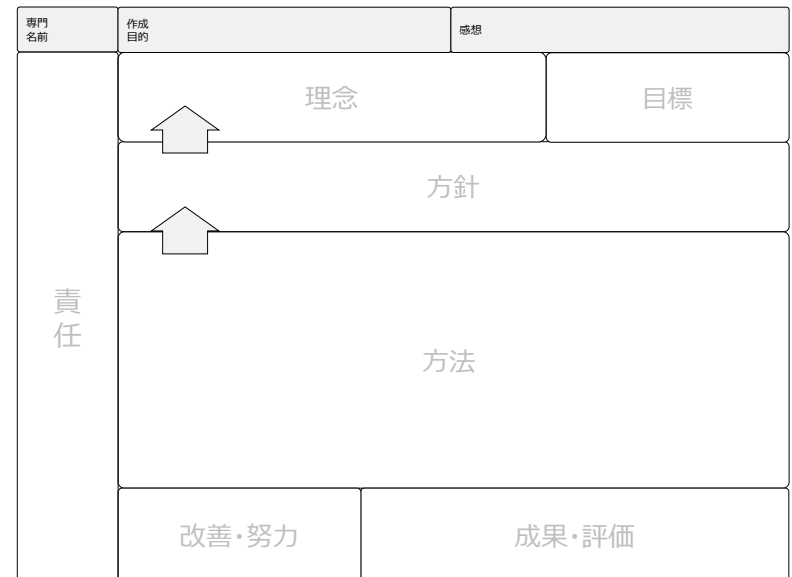 専門
名前
作成
目的
感想
理念
目標
方針
責
任
方法
改善・努力
成果・評価